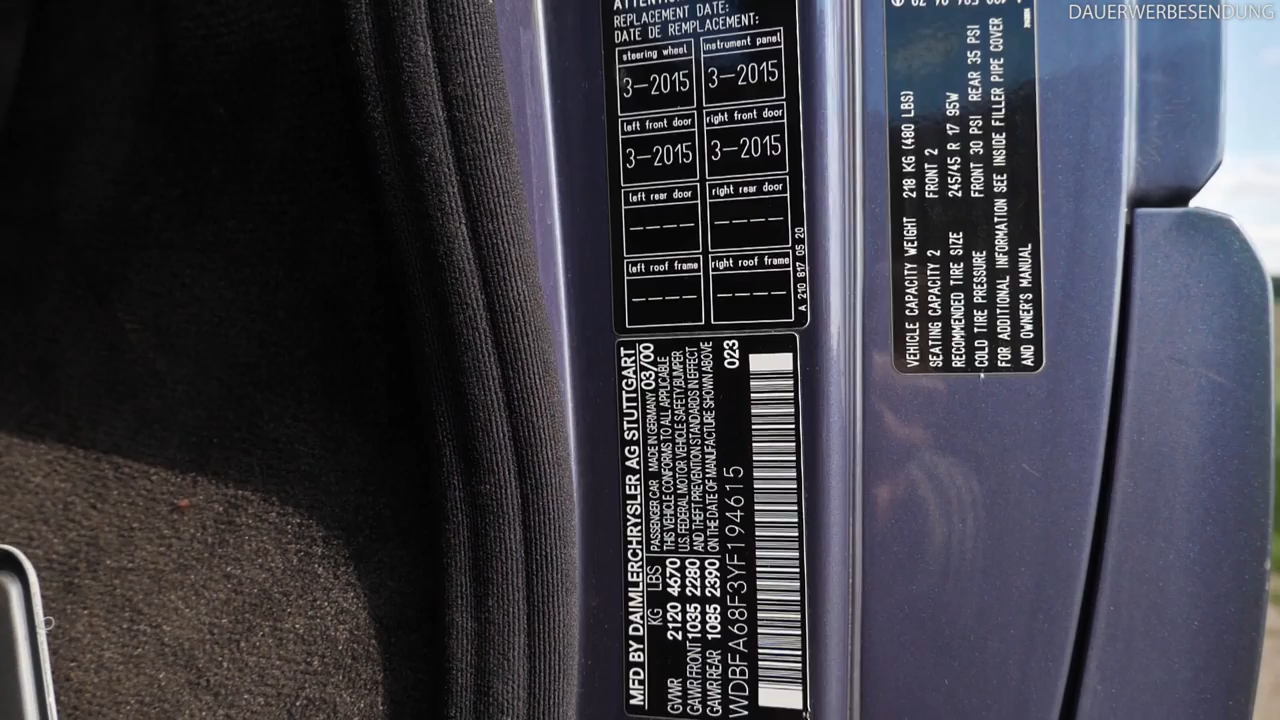 DAUERWERBESENDUNG
REPLACEMENT DATE:
DATE DE REMPLACEMENT:
steering wheel
instrument panel
3-2015
3-2015
left front door
right front door
3-2015
3-2015
left rear door
right rear door
----
----
left roof frame
right roof frame
----
----
A 210 817 05 20
MFD BY DAIMLERCHRYSLER AG STUTTGART
KG LBS PASSENGER CAR MADE IN GERMANY 03/00
GVWR 2120 4670
GAWR FRONT 1035 2280
GAWR REAR 1085 2390
THIS VEHICLE CONFORMS TO ALL APPLICABLE
U.S. FEDERAL MOTOR VEHICLE SAFETY, BUMPER
AND THEFT PREVENTION STANDARDS IN EFFECT
ON THE DATE OF MANUFACTURE SHOWN ABOVE
WDBFA68F3YF194615 023
VEHICLE CAPACITY WEIGHT 218 KG (480 LBS)
SEATING CAPACITY 2 FRONT 2
RECOMMENDED TIRE SIZE 245/45 R 17 95W
COLD TIRE PRESSURE FRONT 30 PSI REAR 35 PSI
FOR ADDITIONAL INFORMATION SEE INSIDE FILLER PIPE COVER
AND OWNER'S MANUAL